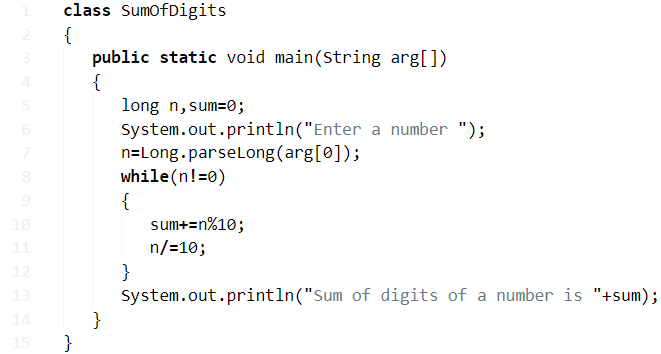 1 class SumOfDigits
2 {
3 public static void main(String arg[])
4 {
5 long n,sum=0;
6 System.out.println("Enter a number ");
7 n=Long.parseLong(arg[0]);
8 while(n!=0)
9 {
10 sum+=n%10;
11 n/=10;
12 }
13 System.out.println("Sum of digits of a number is "+sum);
14 }
15 }